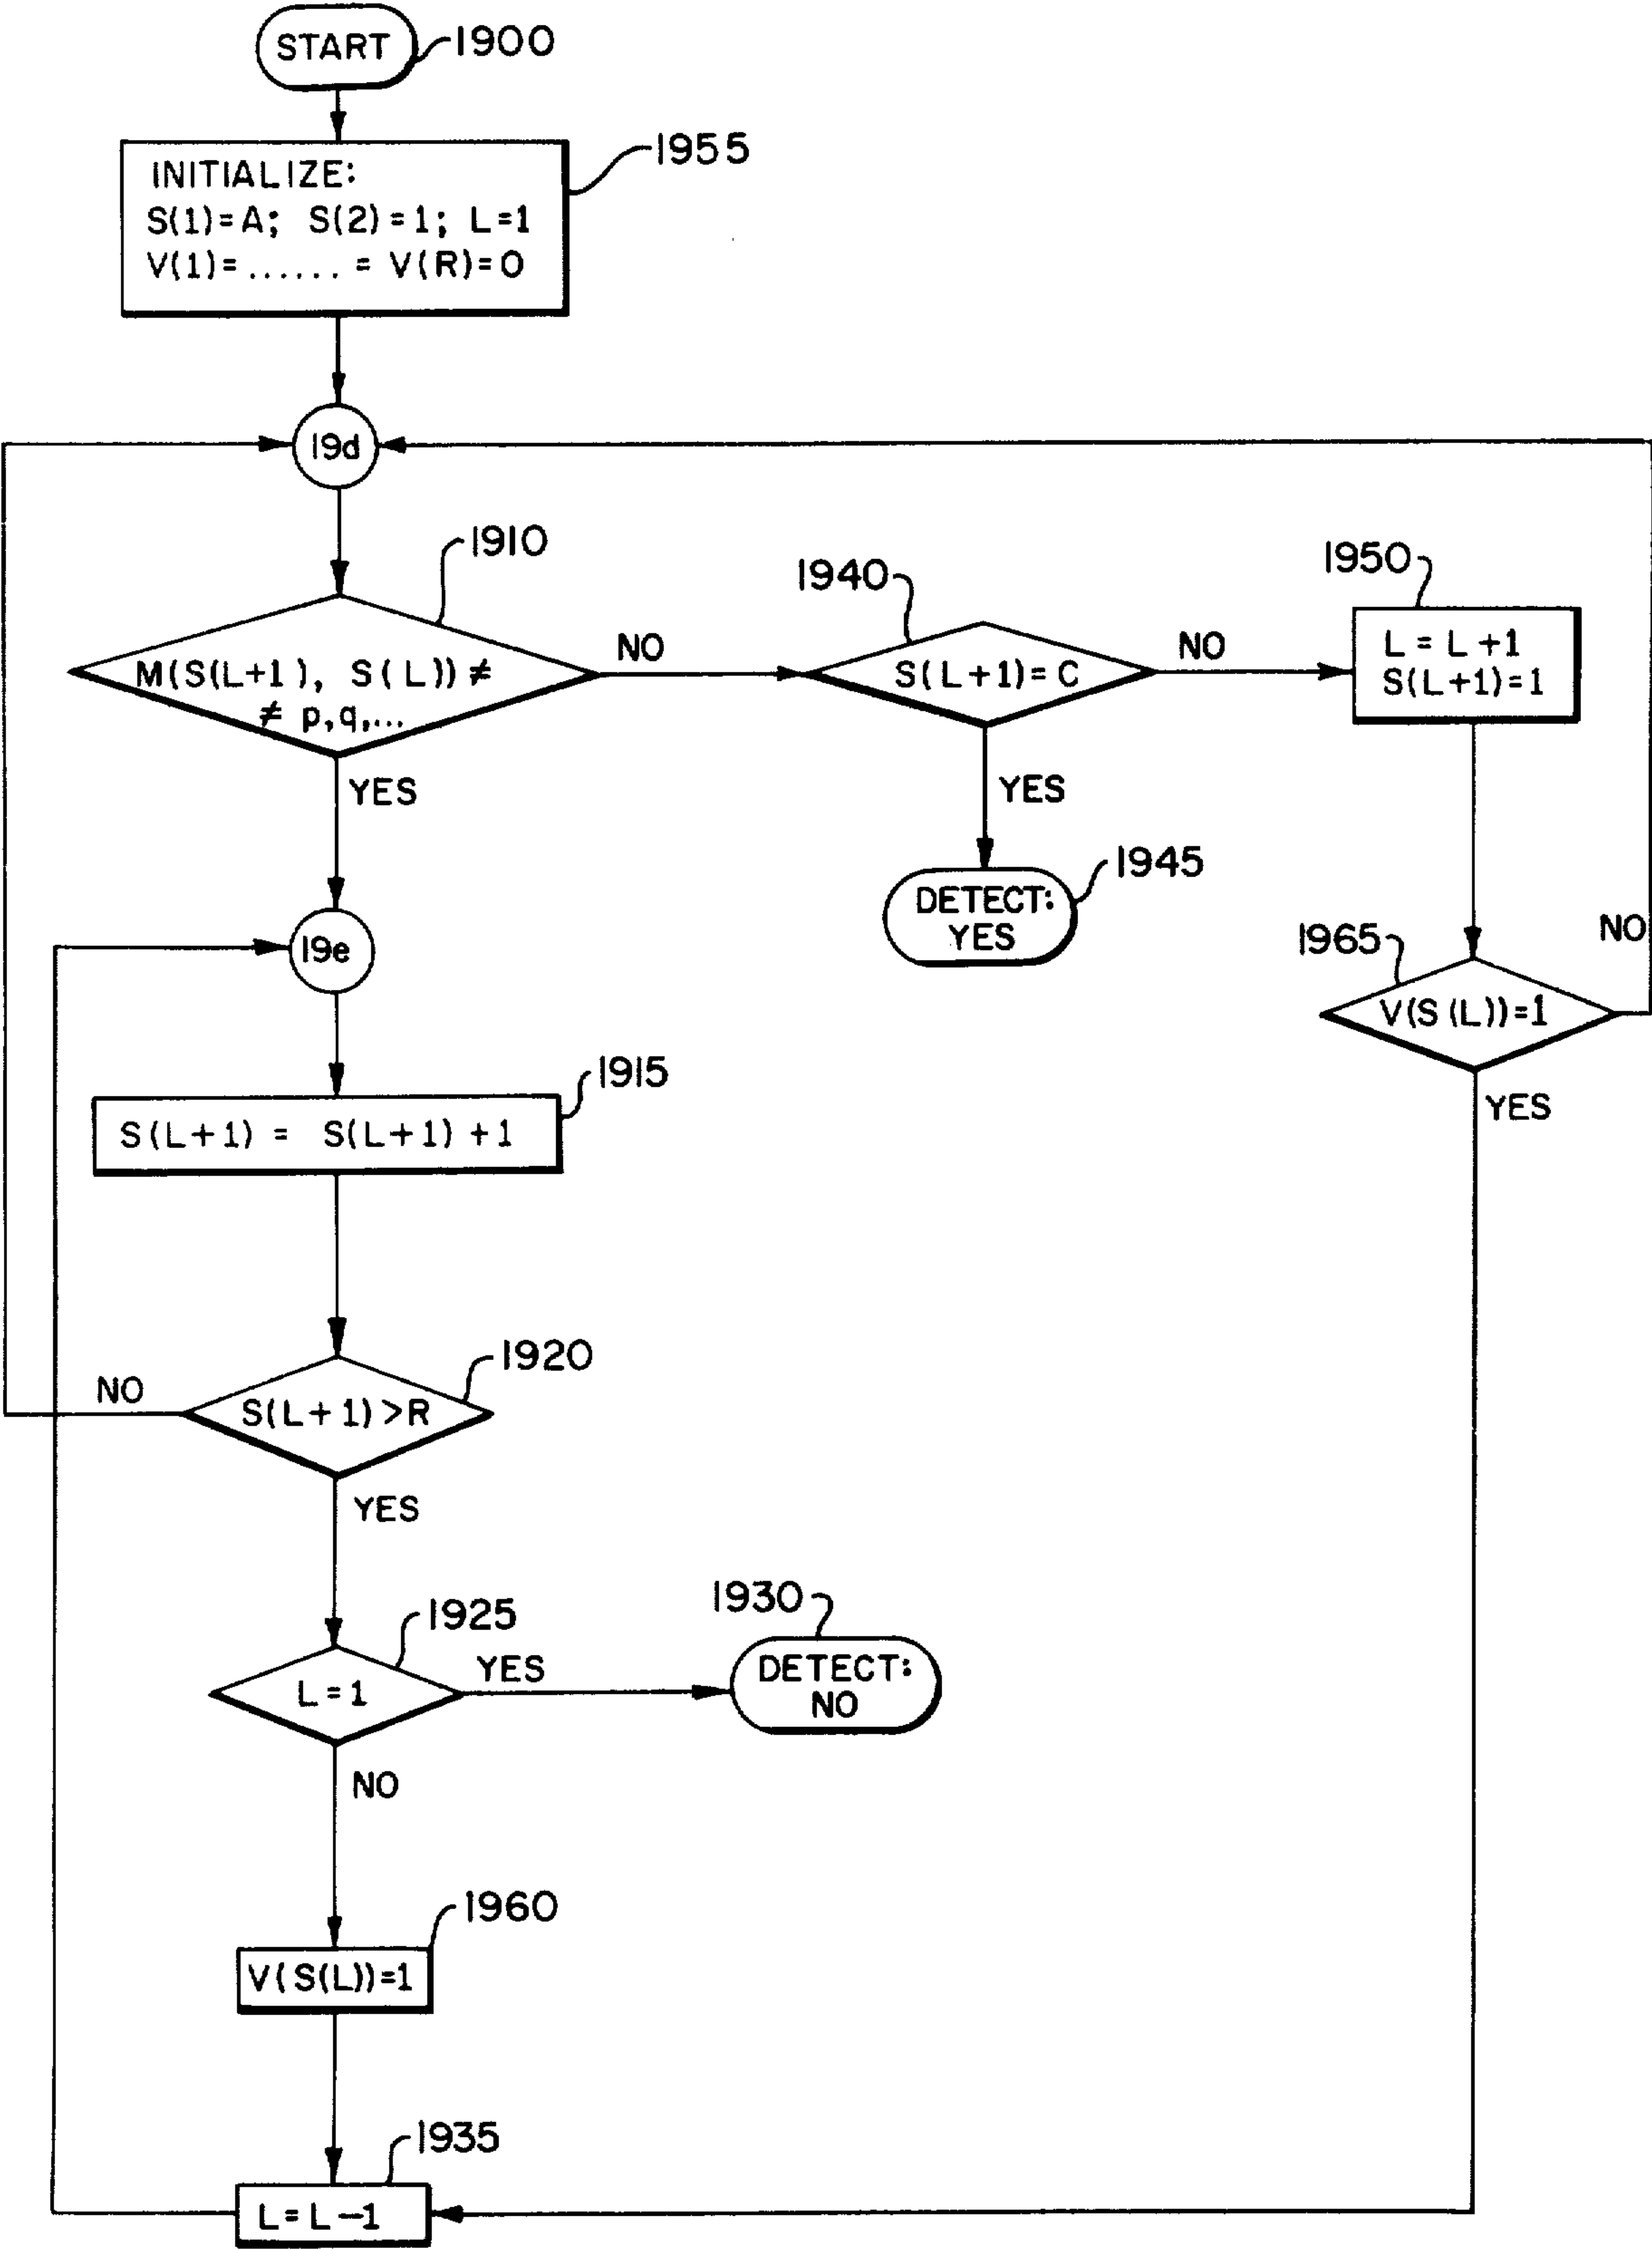 START
1900
1955
INITIALIZE:
S(1)=A; S(2)=1; L=1
V(1)=......= V(R)=0
19d
1910
M(S(L+1), S(L)) ≠
≠ p,q,...
NO
YES
1940
S(L+1)=C
NO
YES
1950
L = L+1
S(L+1)=1
1945
DETECT:
YES
1965
V(S(L))=1
NO
YES
19e
1915
S(L+1) = S(L+1)+1
1920
S(L+1)>R
NO
YES
1925
L=1
YES
NO
1930
DETECT:
NO
1960
V(S(L))=1
1935
L=L-1